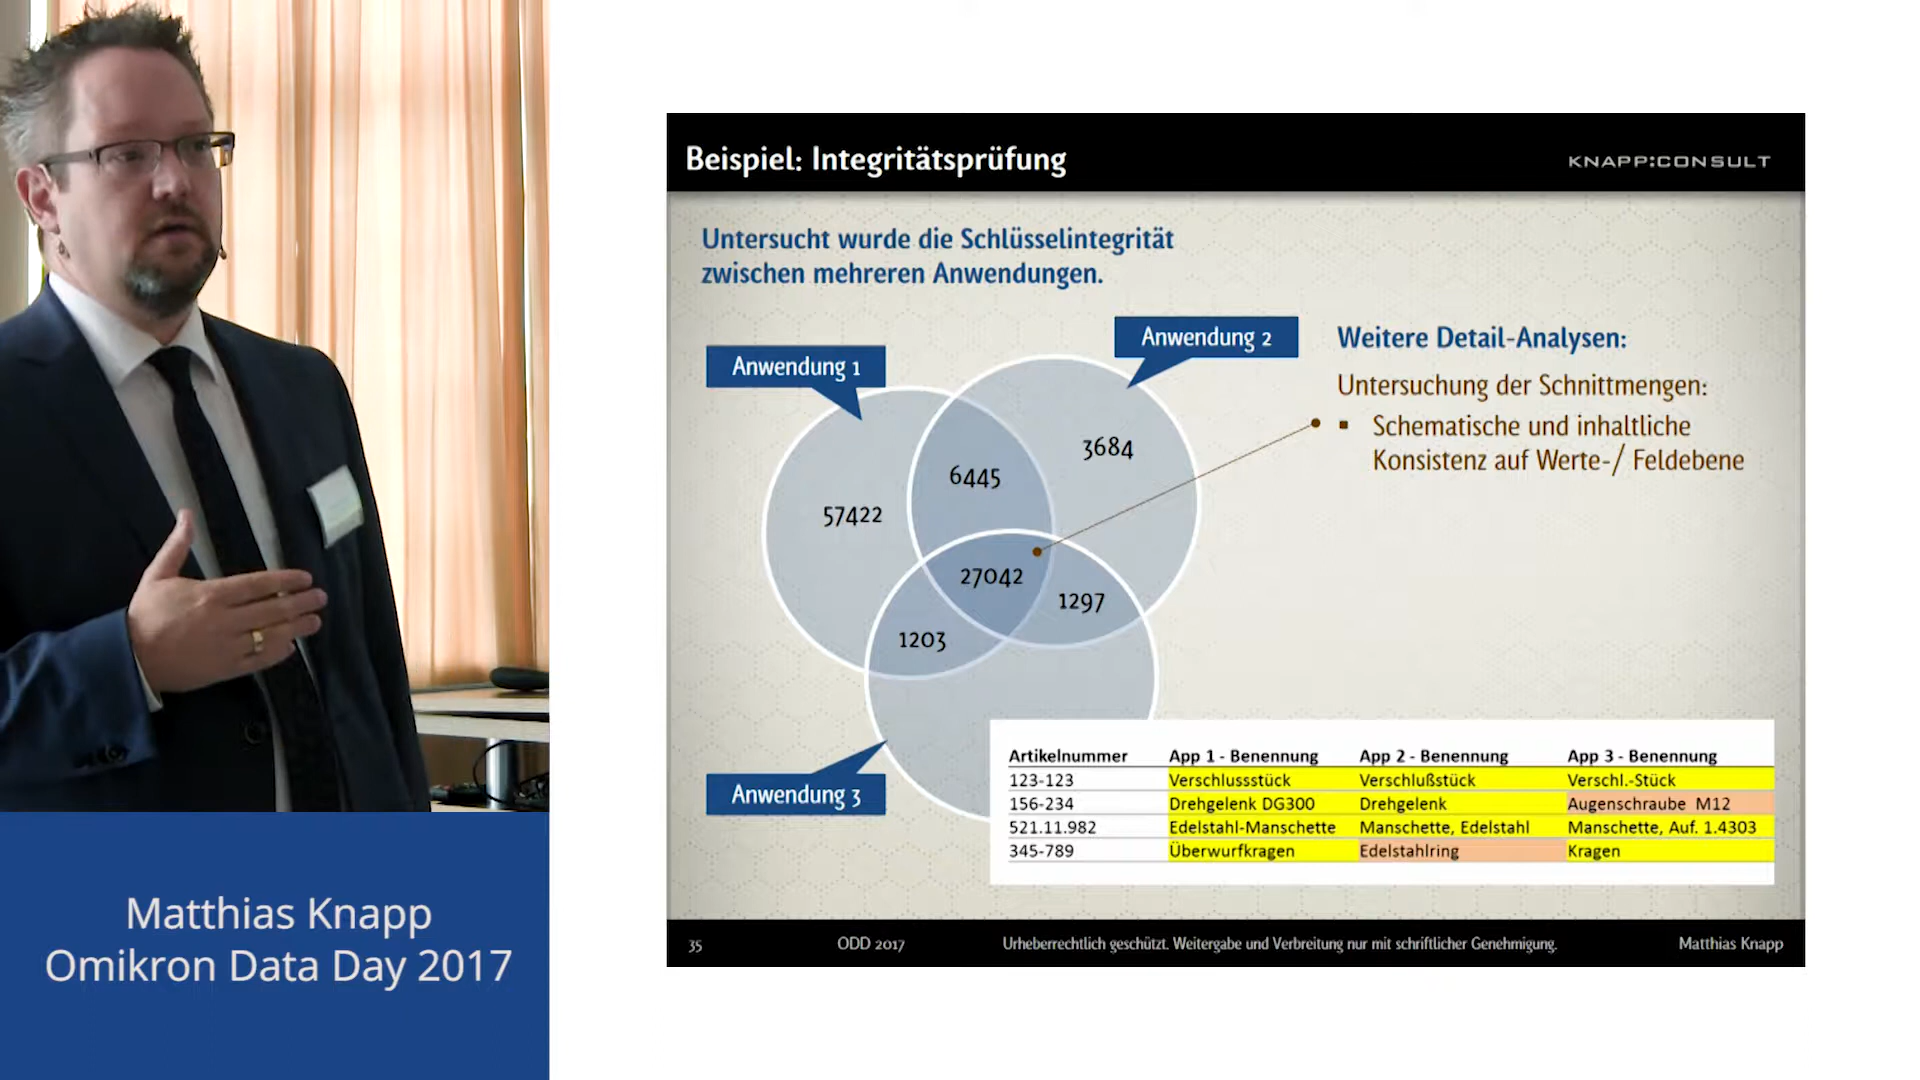 Beispiel: Integritätsprüfung
KNAPP:CONSULT
Untersucht wurde die Schlüsselintegrität
zwischen mehreren Anwendungen.
Anwendung 1
Anwendung 2
Weitere Detail-Analysen:
Untersuchung der Schnittmengen:
▪ Schematische und inhaltliche
Konsistenz auf Werte-/ Feldebene
3684
6445
57422
27042
1297
1203
Anwendung 3
Artikelnummer App 1 - Benennung App 2 - Benennung App 3 - Benennung
123-123 Verschlussstück Verschlußstück Verschl.-Stück
156-234 Drehgelenk DG300 Drehgelenk Augenschraube M12
521.11.982 Edelstahl-Manschette Manschette, Edelstahl Manschette, Auf. 1.4303
345-789 Überwurfkragen Edelstahlring Kragen
35 ODD 2017 Urheberrechtlich geschützt. Weitergabe und Verbreitung nur mit schriftlicher Genehmigung. Matthias Knapp
Matthias Knapp
Omikron Data Day 2017